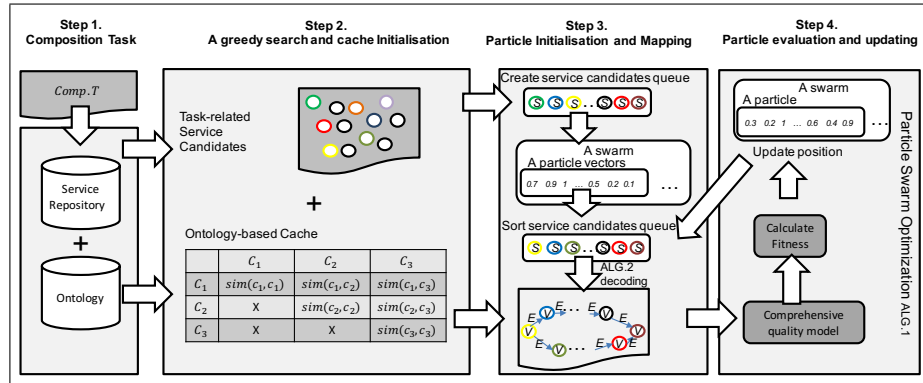 Step 1.
Composition Task
Step 2.
A greedy search and cache Initialisation
Step 3.
Particle Initialisation and Mapping
Step 4.
Particle evaluation and updating
Comp.T
Service
Repository
+
Ontology
Task-related
Service
Candidates
+
Ontology-based Cache
C1 C2 C3
C1 sim(c1,c1) sim(c1,c2) sim(c1,c3)
C2 X sim(c2,c2) sim(c2,c3)
C3 X X sim(c3,c3)
Create service candidates queue
S S S .. S S S
A swarm
A particle vectors
0.7 0.9 1 ... 0.5 0.2 0.1
...
Sort service candidates queue
S S S .. S S S
ALG.2
decoding
E V E ... E V E
V V
E V ... E V E
A swarm
A particle
0.3 0.2 1 ... 0.6 0.4 0.9
...
Update position
Calculate
Fitness
Comprehensive
quality model
Particle Swarm Optimization ALG.1